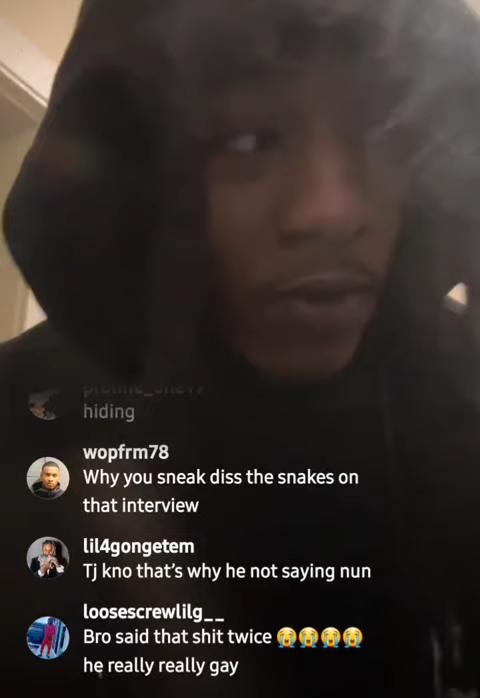 hiding
wopfrm78
Why you sneak diss the snakes on
that interview
lil4gongetem
Tj kno that's why he not saying nun
loosescrewlilg__
Bro said that shit twice 😭😭😭😭
he really really gay